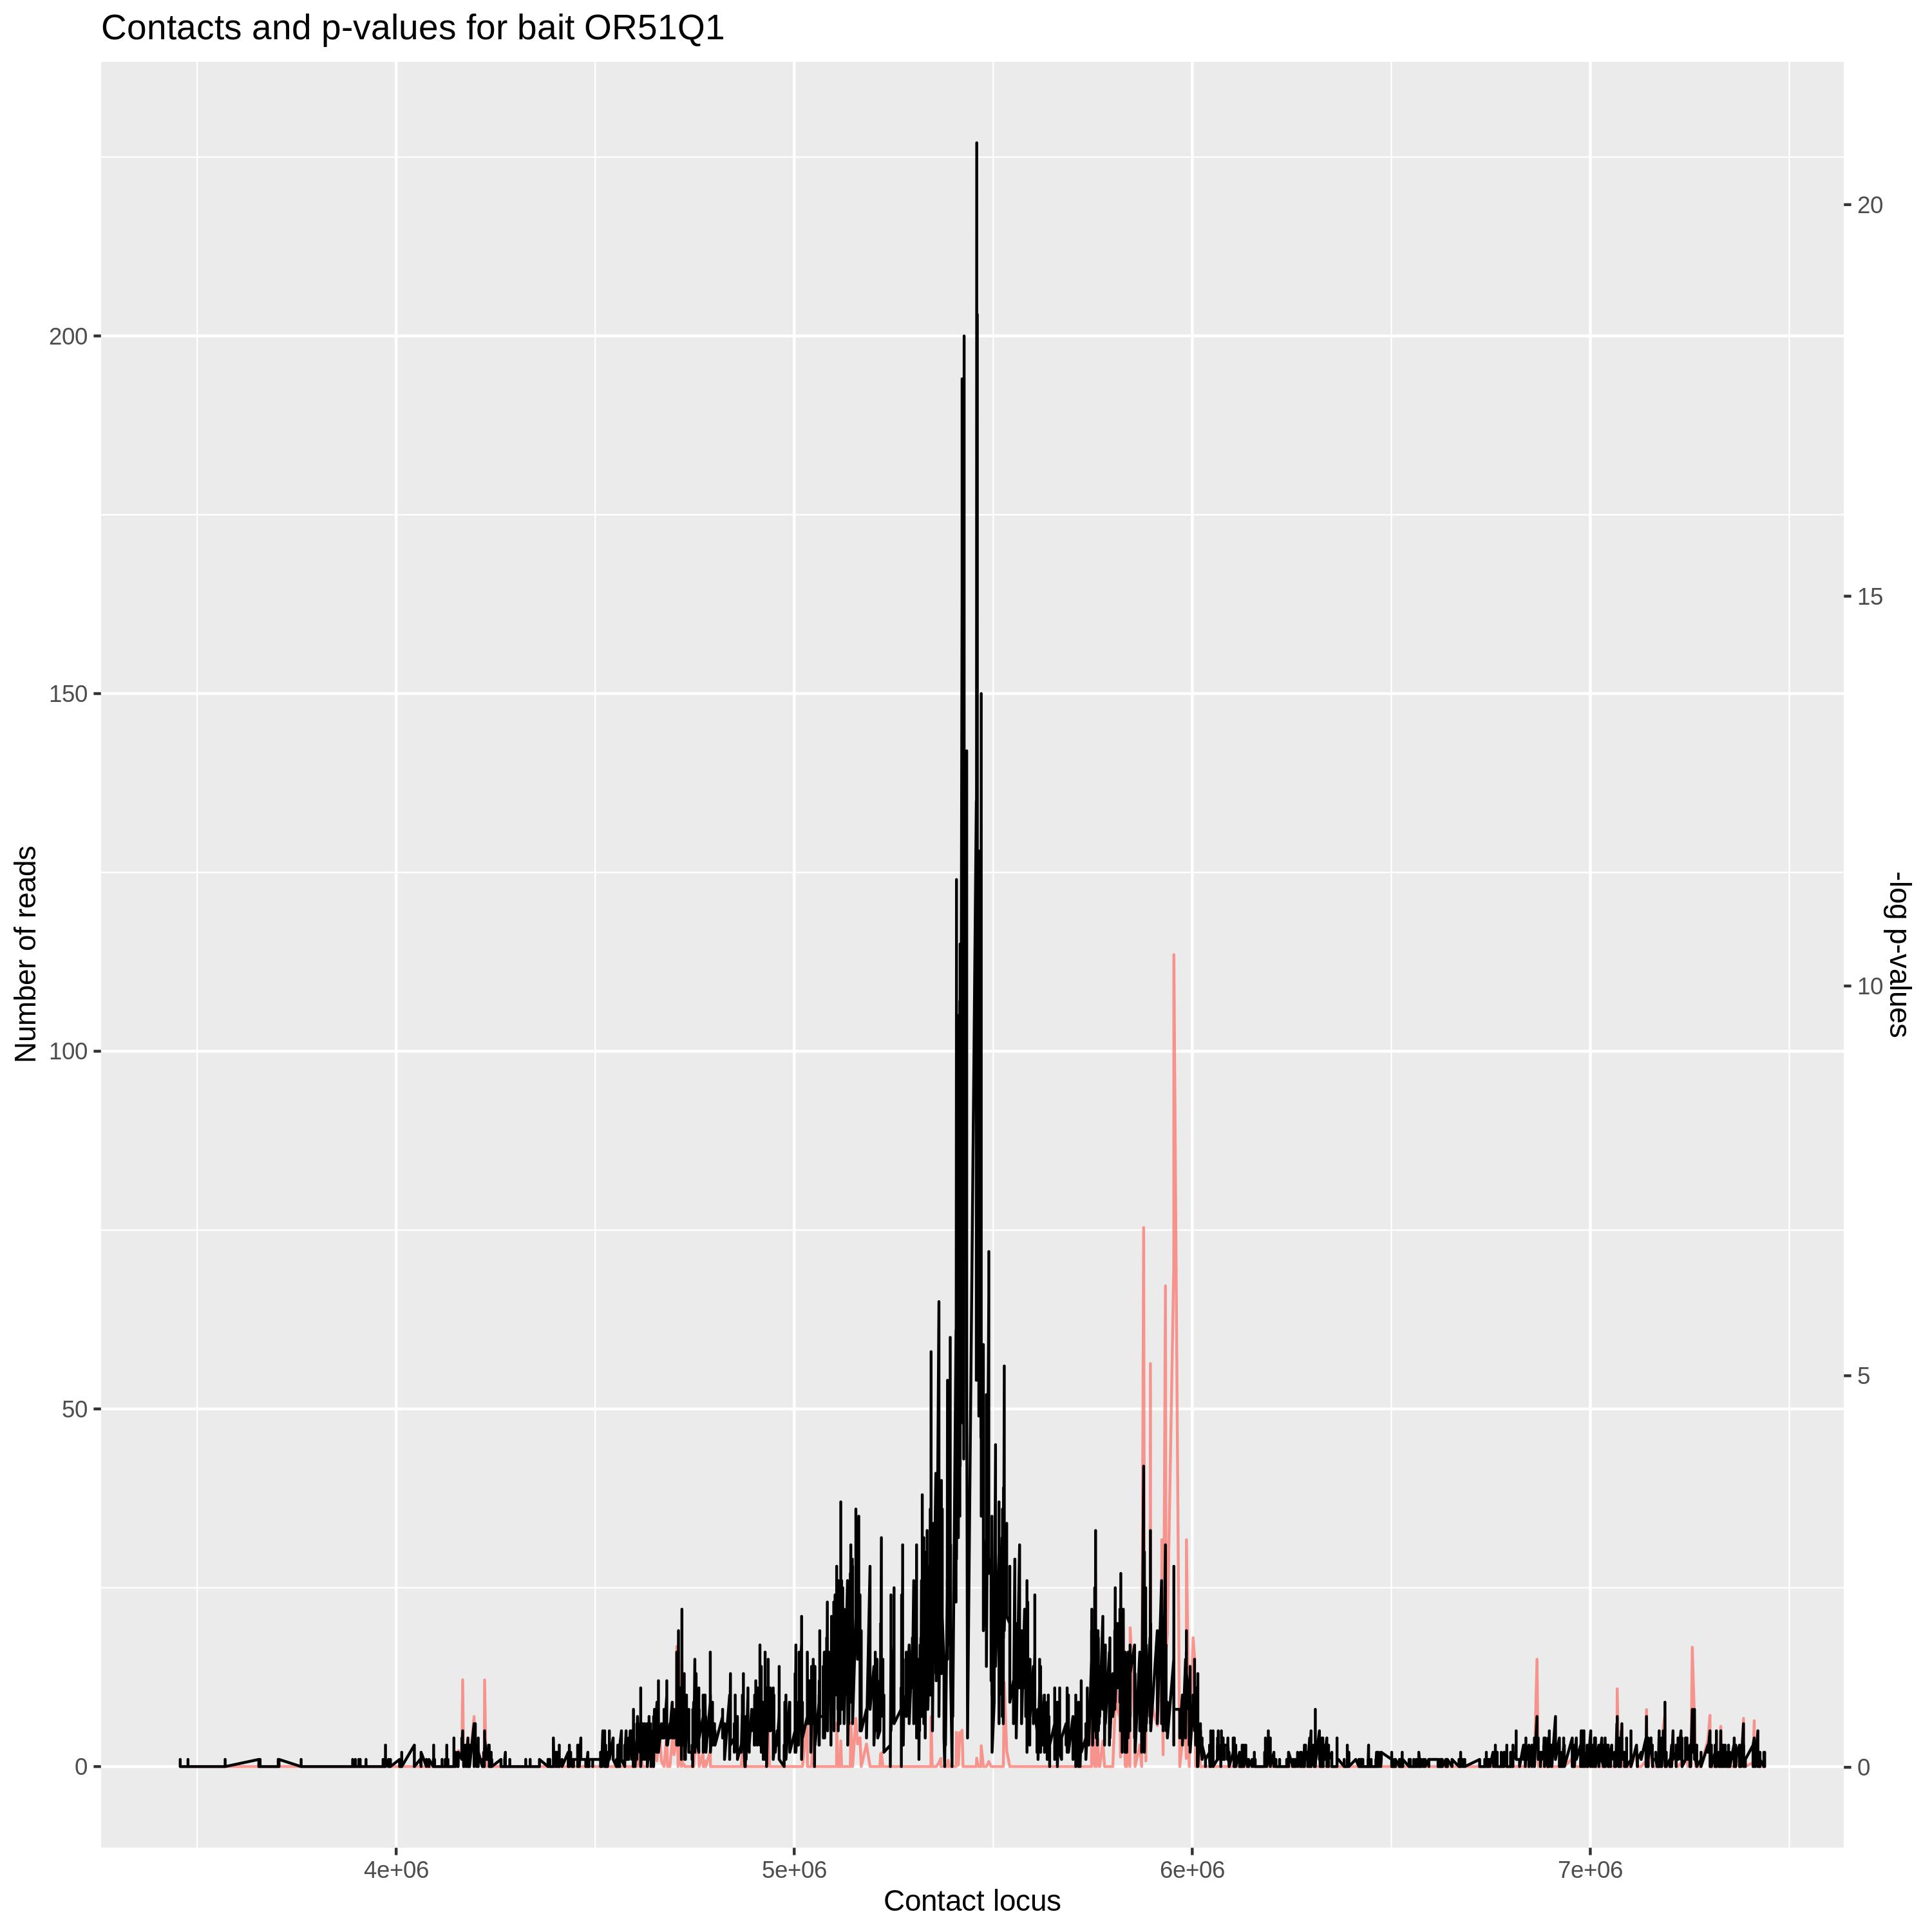 Contacts and p-values for bait OR51Q1
Number of reads
200
150
100
50
0
20
15
10
5
0
-log p-values
4e+06 5e+06 6e+06 7e+06
Contact locus